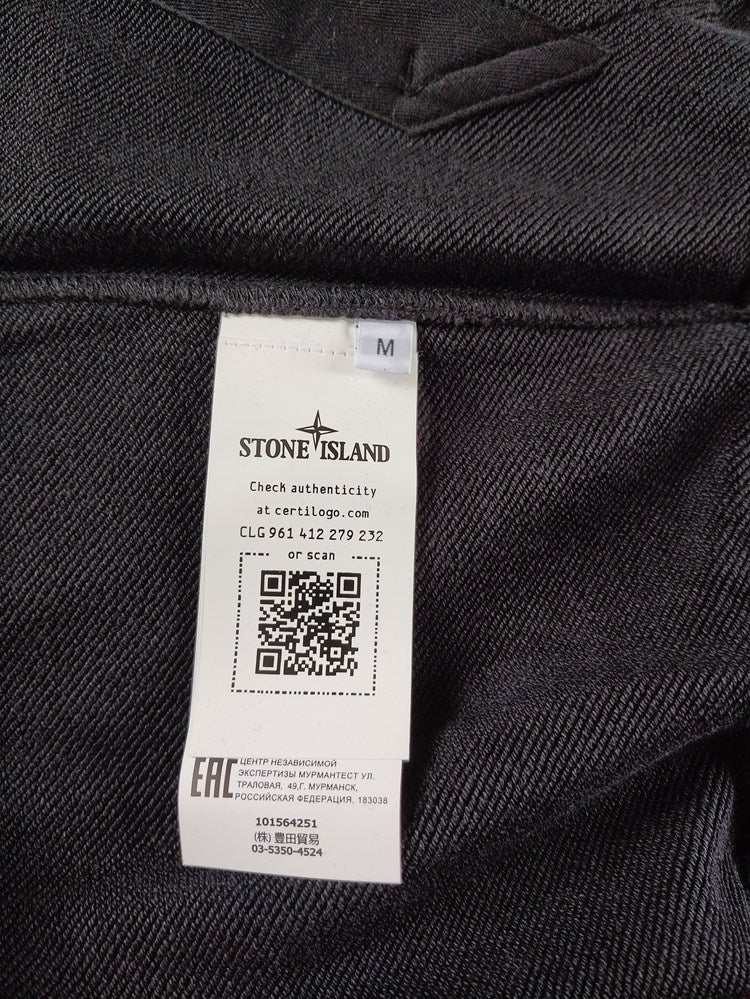 M
STONE ISLAND
Check authenticity
at certilogo.com
CLG 961 412 279 232
or scan
EAC
ЦЕНТР НЕЗАВИСИМОЙ
ЭКСПЕРТИЗЫ МУРМАНТЕСТ УЛ.
ТРАЛОВАЯ, 49,Г. МУРМАНСК,
РОССИЙСКАЯ ФЕДЕРАЦИЯ, 183038
101564251
(株) 豊田貿易
03-5350-4524